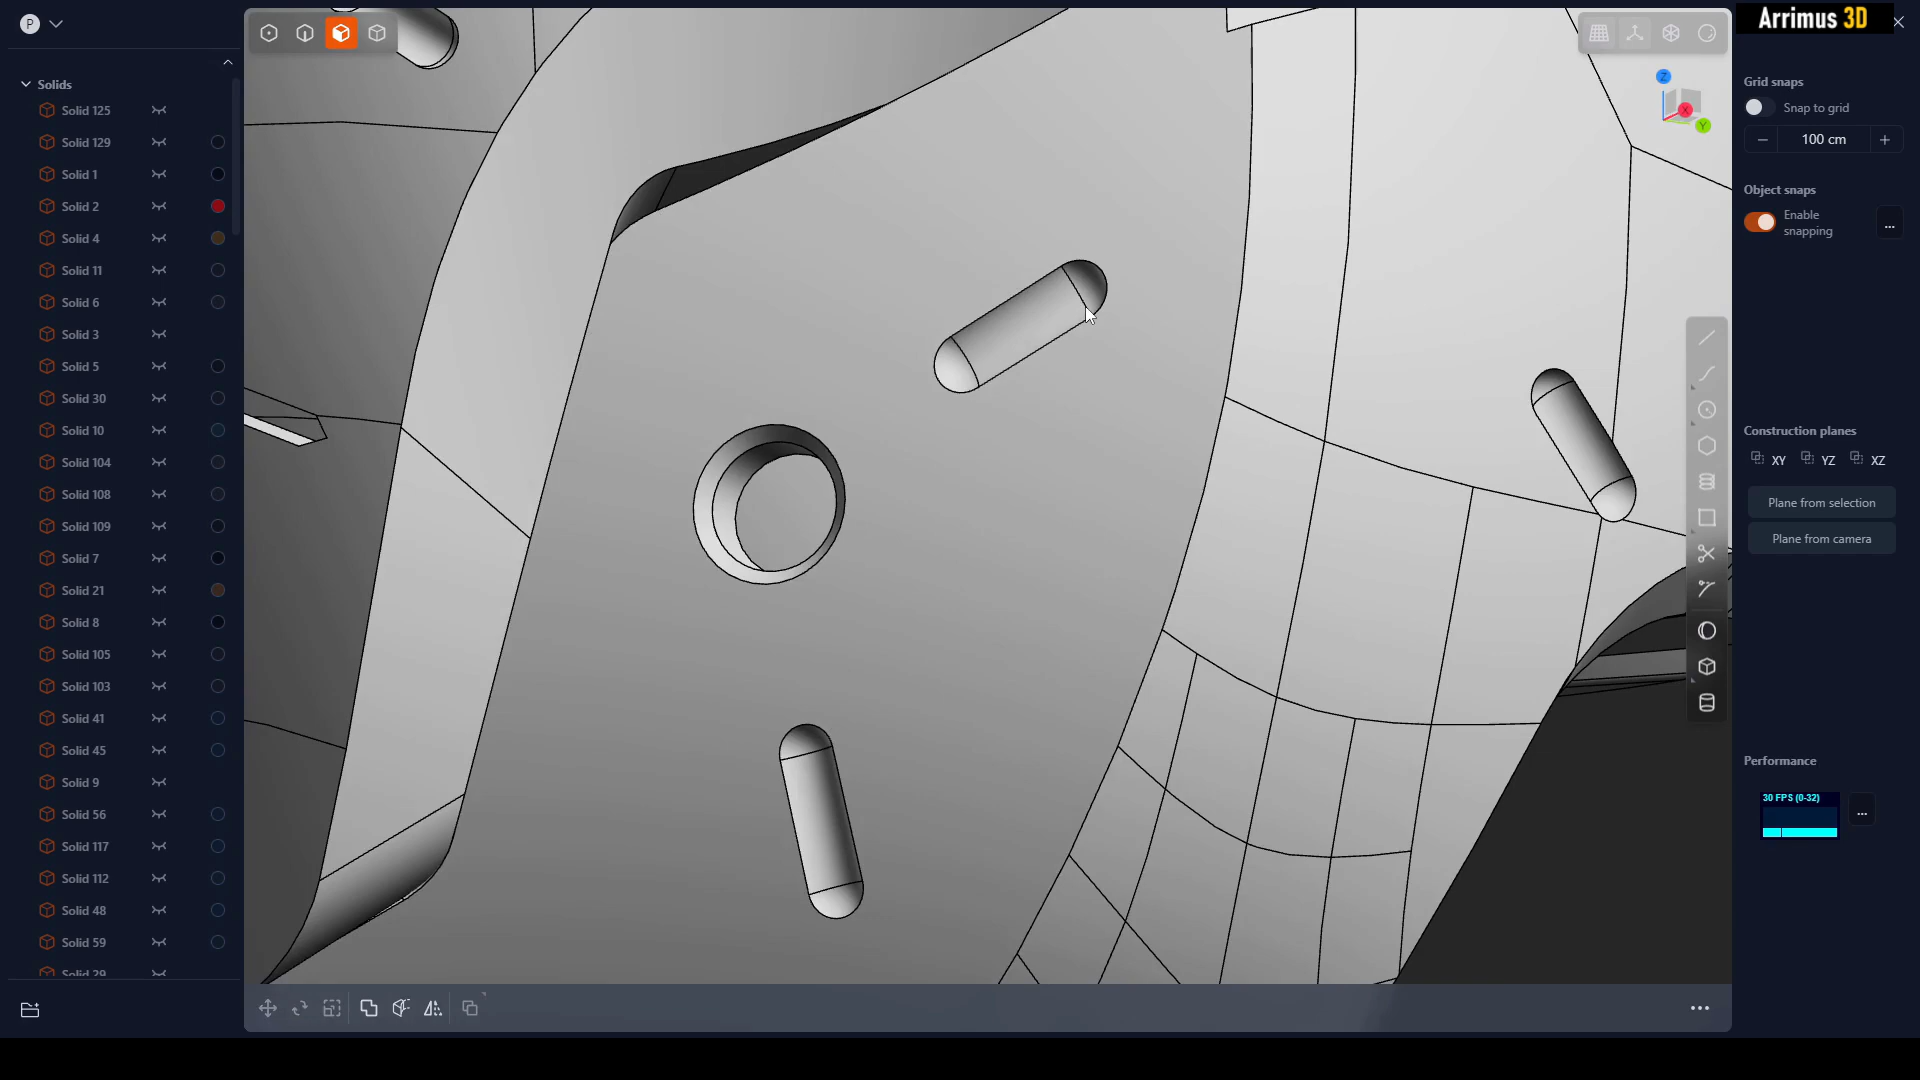 P
Arrimus 3D
Solids
Solid 125
Solid 129
Solid 1
Solid 2
Solid 4
Solid 11
Solid 6
Solid 3
Solid 5
Solid 30
Solid 10
Solid 104
Solid 108
Solid 109
Solid 7
Solid 21
Solid 8
Solid 105
Solid 103
Solid 41
Solid 45
Solid 9
Solid 56
Solid 117
Solid 112
Solid 48
Solid 59
Solid 29
Z
X
Y
Grid snaps
Snap to grid
100 cm
Object snaps
Enable
snapping
...
Construction planes
XY YZ XZ
Plane from selection
Plane from camera
Performance
30 FPS (0-32)
...